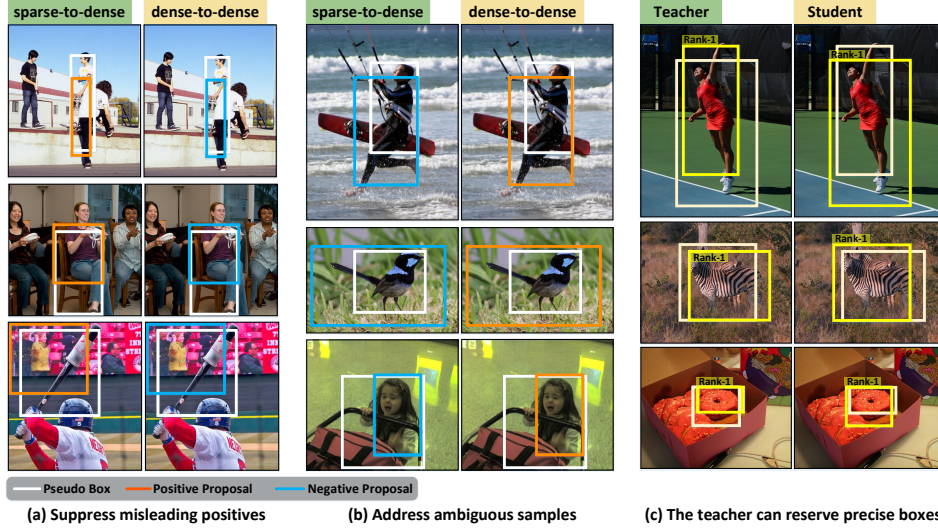 sparse-to-dense dense-to-dense
sparse-to-dense dense-to-dense
Teacher Student
Rank-1
Rank-1
Rank-1
Rank-1
Rank-1
Rank-1
Pseudo Box Positive Proposal Negative Proposal
(a) Suppress misleading positives
(b) Address ambiguous samples
(c) The teacher can reserve precise boxes